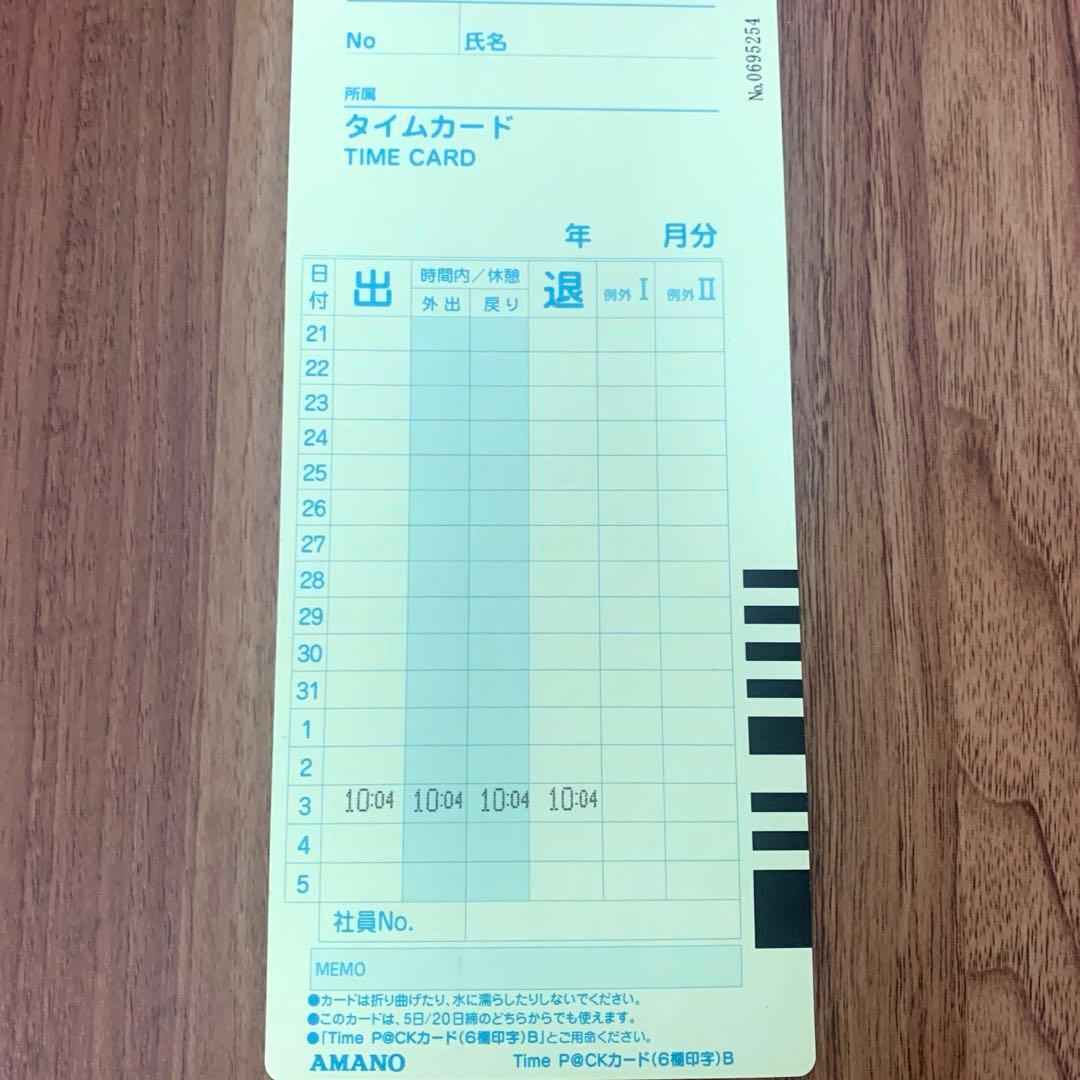 No 氏名
No.0695254
所属
タイムカード
TIME CARD
年 月分
日付 出 時間内/休憩 退 例外 I 例外 II
外出 戻り
21
22
23
24
25
26
27
28
29
30
31
1
2
3 10:04 10:04 10:04 10:04
4
5
社員No.
MEMO
●カードは折り曲げたり、水に濡らしたりしないでください。
●このカードは、5日/20日締のどちらからでも使えます。
●「Time P@CKカード(6欄印字)B」とご用命ください。
AMANO Time P@CKカード(6欄印字)B